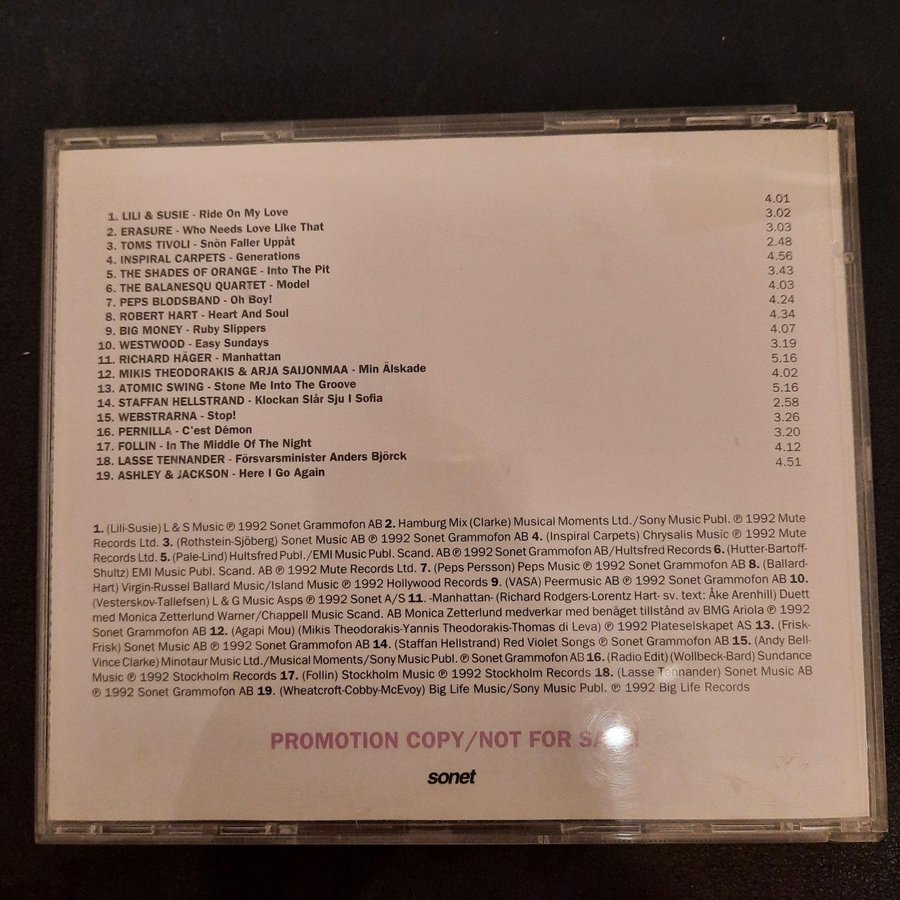 1. LILI & SUSIE - Ride On My Love 4.01
2. ERASURE - Who Needs Love Like That 3.02
3. TOMS TIVOLI - Snön Faller Uppåt 3.03
4. INSPIRAL CARPETS - Generations 2.48
5. THE SHADES OF ORANGE - Into The Pit 4.56
6. THE BALANESQU QUARTET - Model 3.43
7. PEPS BLODSBAND - Oh Boy! 4.03
8. ROBERT HART - Heart And Soul 4.24
9. BIG MONEY - Ruby Slippers 4.34
10. WESTWOOD - Easy Sundays 4.07
11. RICHARD HÄGER - Manhattan 3.19
12. MIKIS THEODORAKIS & ARJA SAIJONMAA - Min Älskade 5.16
13. ATOMIC SWING - Stone Me Into The Groove 4.02
14. STAFFAN HELLSTRAND - Klockan Slår Sju I Sofia 5.16
15. WEBSTRARNA - Stop! 2.58
16. PERNILLA - C'est Démon 3.26
17. FOLLIN - In The Middle Of The Night 3.20
18. LASSE TENNANDER - Försvarsminister Anders Björck 4.12
19. ASHLEY & JACKSON - Here I Go Again 4.51
1. (Lili-Susie) L & S Music ℗ 1992 Sonet Grammofon AB 2. Hamburg Mix (Clarke) Musical Moments Ltd./Sony Music Publ. ℗ 1992 Mute
Records Ltd. 3. (Rothstein-Sjöberg) Sonet Music AB ℗ 1992 Sonet Grammofon AB 4. (Inspiral Carpets) Chrysalis Music ℗ 1992 Mute
Records Ltd. 5. (Pale-Lind) Hultsfred Publ./EMI Music Publ. Scand. AB ℗ 1992 Sonet Grammofon AB/Hultsfred Records 6. (Hutter-Bartoff-
Shultz) EMI Music Publ. Scand. AB ℗ 1992 Mute Records Ltd. 7. (Peps Persson) Peps Music ℗ 1992 Sonet Grammofon AB 8. (Ballard-
Hart) Virgin-Russel Ballard Music/Island Music ℗ 1992 Hollywood Records 9. (VASA) Peermusic AB ℗ 1992 Sonet Grammofon AB 10.
(Vesterskov-Tallefsen) L & G Music Asps ℗ 1992 Sonet A/S 11. -Manhattan- (Richard Rodgers-Lorentz Hart- sv. text: Åke Arenhill) Duett
med Monica Zetterlund Warner/Chappell Music Scand. AB Monica Zetterlund medverkar med benäget tillstånd av BMG Ariola ℗ 1992
Sonet Grammofon AB 12. (Agapi Mou) (Mikis Theodorakis-Yannis Theodorakis-Thomas di Leva) ℗ 1992 Plateselskapet AS 13. (Frisk-
Frisk) Sonet Music AB ℗ 1992 Sonet Grammofon AB 14. (Staffan Hellstrand) Red Violet Songs ℗ Sonet Grammofon AB 15. (Andy Bell-
Vince Clarke) Minotaur Music Ltd./Musical Moments/Sony Music Publ. ℗ Sonet Grammofon AB 16. (Radio Edit) (Wollbeck-Bard) Sundance
Music ℗ 1992 Stockholm Records 17. (Follin) Stockholm Music ℗ 1992 Stockholm Records 18. (Lasse Tennander) Sonet Music AB
℗ 1992 Sonet Grammofon AB 19. (Wheatcroft-Cobby-McEvoy) Big Life Music/Sony Music Publ. ℗ 1992 Big Life Records
PROMOTION COPY/NOT FOR
sonet